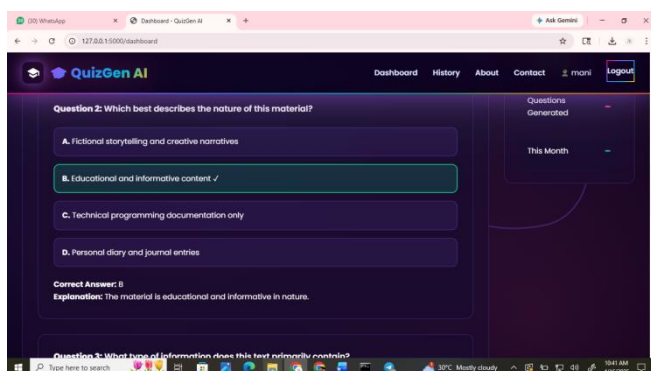 (30) WhatsApp
Dashboard - QuizGen AI
Ask Gemini
127.0.0.1:5000/dashboard
QuizGen AI
Dashboard
History
About
Contact
mani
Logout
Question 2: Which best describes the nature of this material?
A. Fictional storytelling and creative narratives
B. Educational and informative content ✓
C. Technical programming documentation only
D. Personal diary and journal entries
Correct Answer: B
Explanation: The material is educational and informative in nature.
Question 3: What type of information does this text primarily contain?
Questions
Generated
This Month
Type here to search
30°C Mostly cloudy
10:41 AM